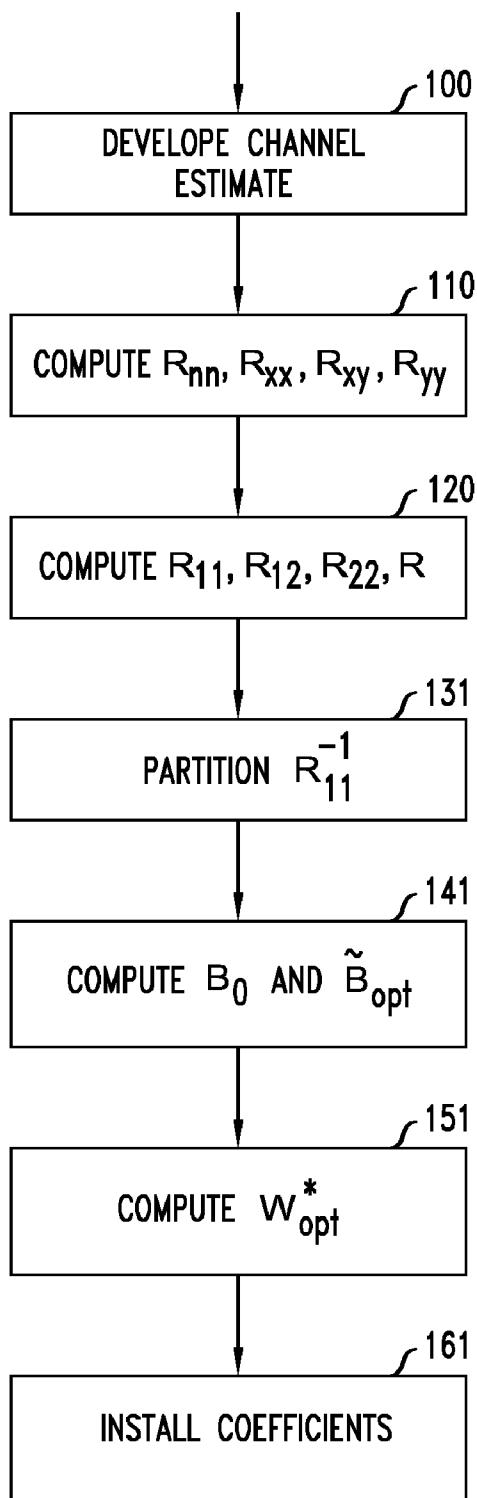 100
DEVELOPE CHANNEL
ESTIMATE
110
COMPUTE R_nn, R_xx, R_xy, R_yy
120
COMPUTE R_11, R_12, R_22, R
131
PARTITION R_11^-1
141
COMPUTE B_0 AND B̃_opt
151
COMPUTE W_opt^*
161
INSTALL COEFFICIENTS